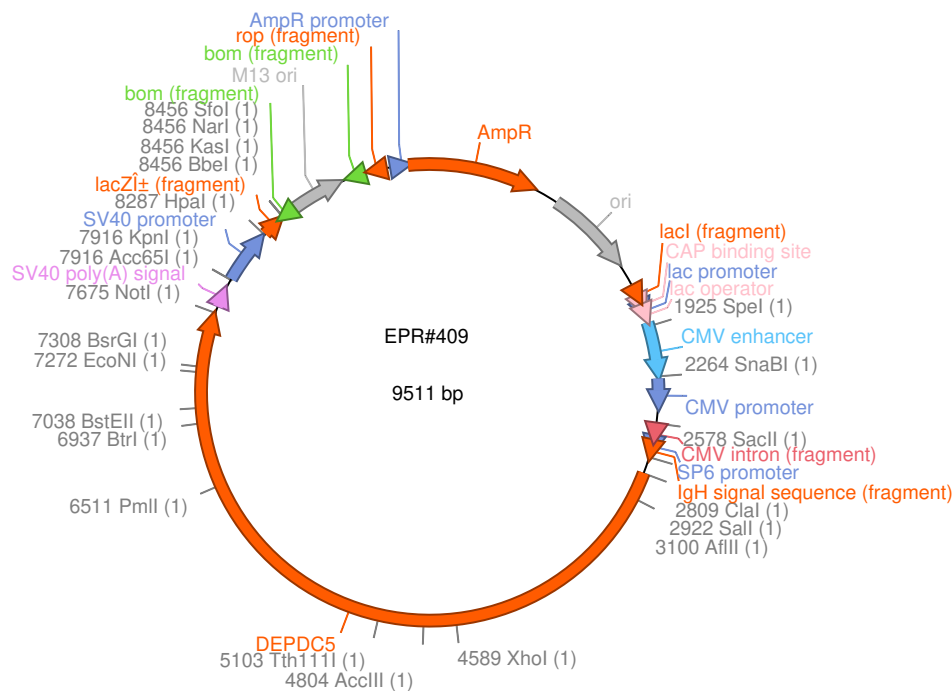 AmpR promoter
rop (fragment)
bom (fragment)
M13 ori
bom (fragment)
8456 SfoI (1)
8456 NarI (1)
8456 KasI (1)
8456 BbeI (1)
lacZÎ± (fragment)
8287 HpaI (1)
SV40 promoter
7916 KpnI (1)
7916 Acc65I (1)
SV40 poly(A) signal
7675 NotI (1)
7308 BsrGI (1)
7272 EcoNI (1)
7038 BstEII (1)
6937 BtrI (1)
6511 PmlI (1)
DEPDC5
5103 Tth111I (1)
4804 AccIII (1)
4589 XhoI (1)
EPR#409
9511 bp
AmpR
ori
lacI (fragment)
CAP binding site
lac promoter
lac operator
1925 SpeI (1)
CMV enhancer
2264 SnaBI (1)
CMV promoter
2578 SacII (1)
CMV intron (fragment)
SP6 promoter
IgH signal sequence (fragment)
2809 ClaI (1)
2922 SalI (1)
3100 AflII (1)